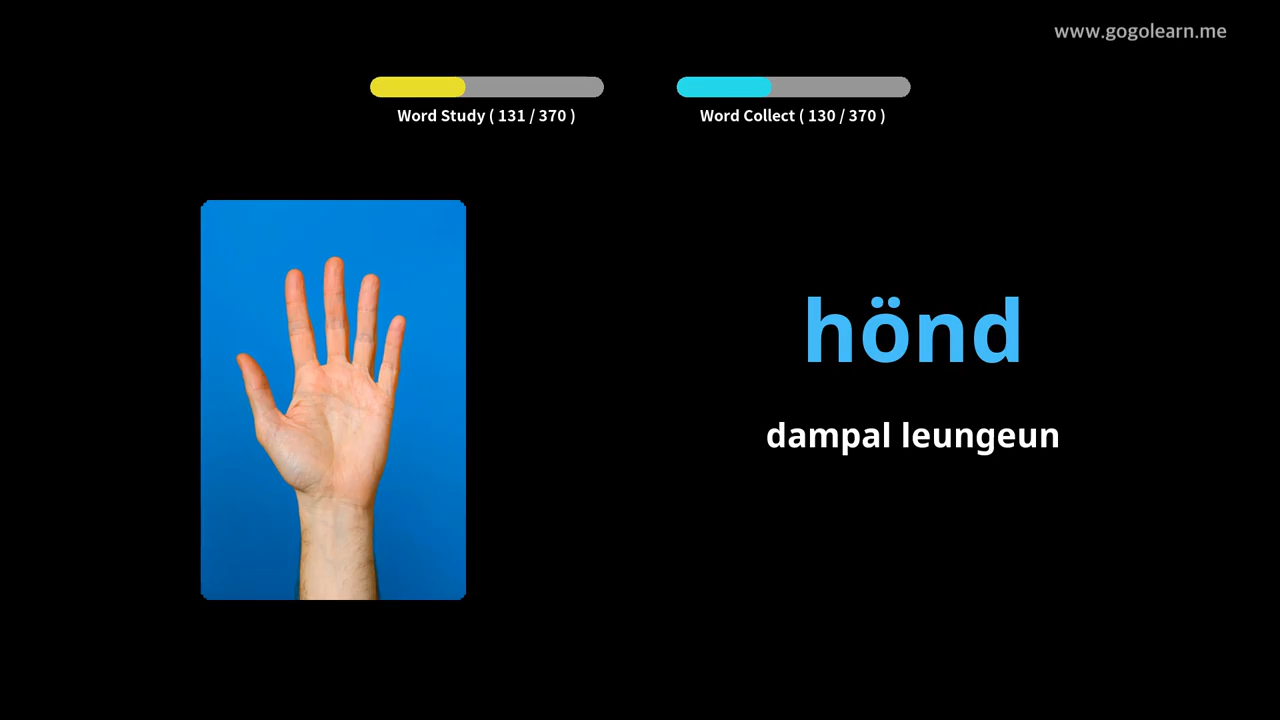 www.gogolearn.me
Word Study ( 131 / 370 )
Word Collect ( 130 / 370 )
hönd
dampal leungeun